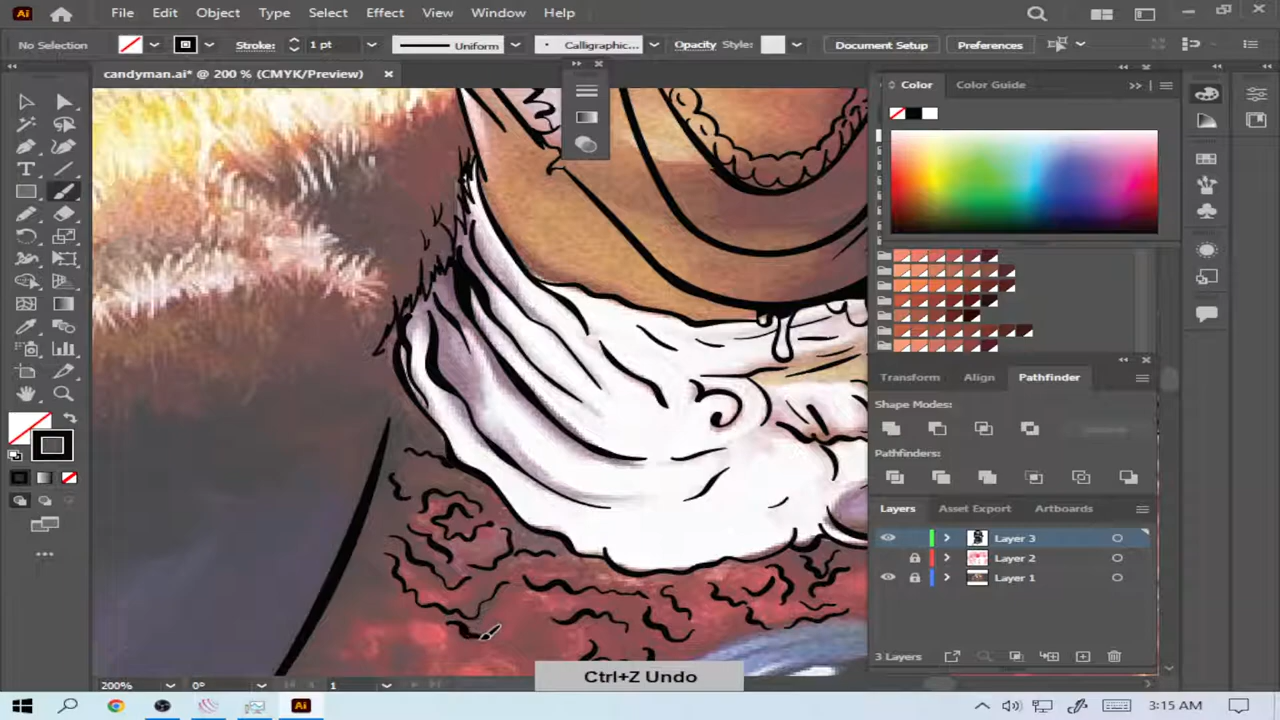 Ai File Edit Object Type Select Effect View Window Help
No Selection Stroke: 1 pt Uniform Calligraphic... Opacity Style: Document Setup Preferences
candyman.ai* @ 200 % (CMYK/Preview)
Color Color Guide
Transform Align Pathfinder
Shape Modes:
Pathfinders:
Layers Asset Export Artboards
Layer 3
Layer 2
Layer 1
3 Layers
Ctrl+Z Undo
200% 0° 1
Ai 3:15 AM